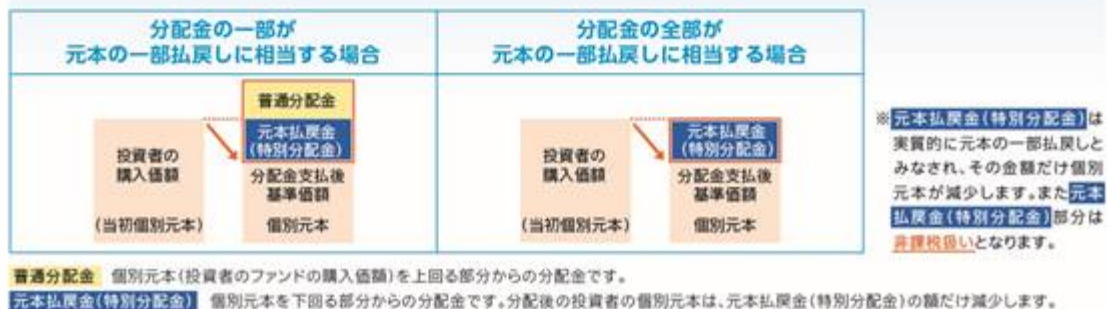 分配金の一部が
元本の一部払戻しに相当する場合
普通分配金
元本払戻金
(特別分配金)
投資者の
購入価額
(当初個別元本)
分配金支払後
基準価額
個別元本
分配金の全部が
元本の一部払戻しに相当する場合
元本払戻金
(特別分配金)
投資者の
購入価額
(当初個別元本)
分配金支払後
基準価額
個別元本
※元本払戻金(特別分配金)は
実質的に元本の一部払戻しと
みなされ、その金額だけ個別
元本が減少します。また元本
払戻金(特別分配金)部分は
非課税扱いとなります。
普通分配金 個別元本(投資者のファンドの購入価額)を上回る部分からの分配金です。
元本払戻金(特別分配金) 個別元本を下回る部分からの分配金です。分配後の投資者の個別元本は、元本払戻金(特別分配金)の額だけ減少します。